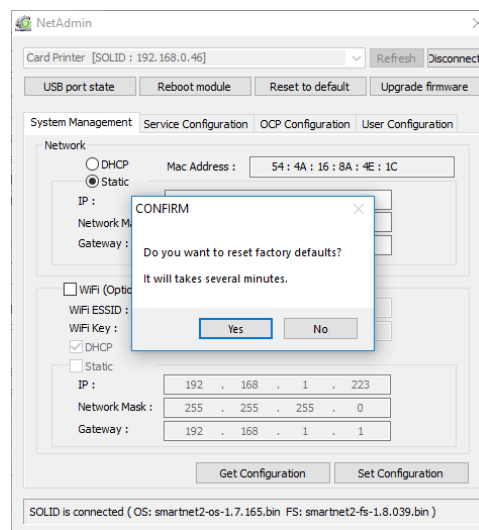 NetAdmin
Card Printer [SOLID : 192.168.0.46]
Refresh
Disconnect
USB port state
Reboot module
Reset to default
Upgrade firmware
System Management
Service Configuration
OCP Configuration
User Configuration
Network
DHCP
Mac Address :
54 : 4A : 16 : 8A : 4E : 1C
Static
IP :
Network Ma
Gateway :
CONFIRM
Do you want to reset factory defaults?
It will takes several minutes.
Yes
No
WiFi (Optio
WiFi ESSID :
WiFi Key :
DHCP
Static
IP :
192 . 168 . 1 . 223
Network Mask :
255 . 255 . 255 . 0
Gateway :
192 . 168 . 1 . 1
Get Configuration
Set Configuration
SOLID is connected ( OS: smartnet2-os-1.7.165.bin FS: smartnet2-fs-1.8.039.bin )